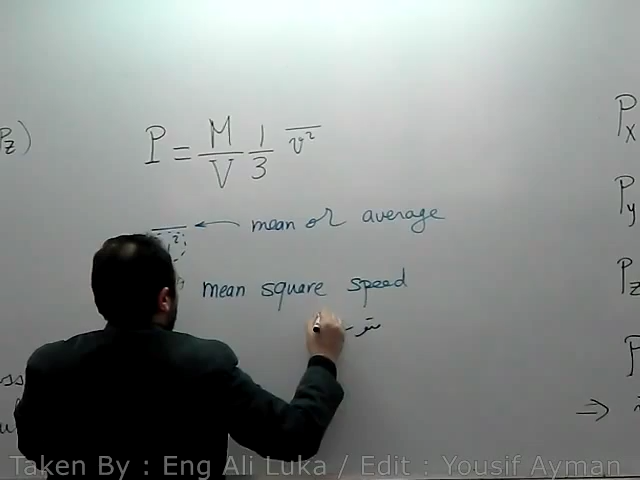 Pz)
P = M/V 1/3 v̅²
← mean or average
mean square speed
Px
Py
Pz
P
⇒
Taken By : Eng Ali Luka / Edit : Yousif Ayman